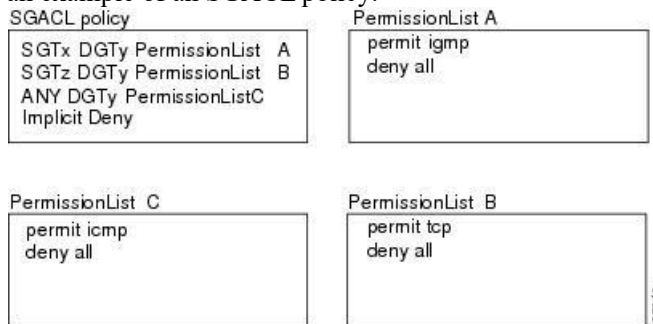 an example of an SGACL policy.
SGACL policy
SGTx DGTy PermissionList A
SGTz DGTy PermissionList B
ANY DGTy PermissionListC
Implicit Deny
PermissionList A
permit igmp
deny all
PermissionList C
permit icmp
deny all
PermissionList B
permit tcp
deny all